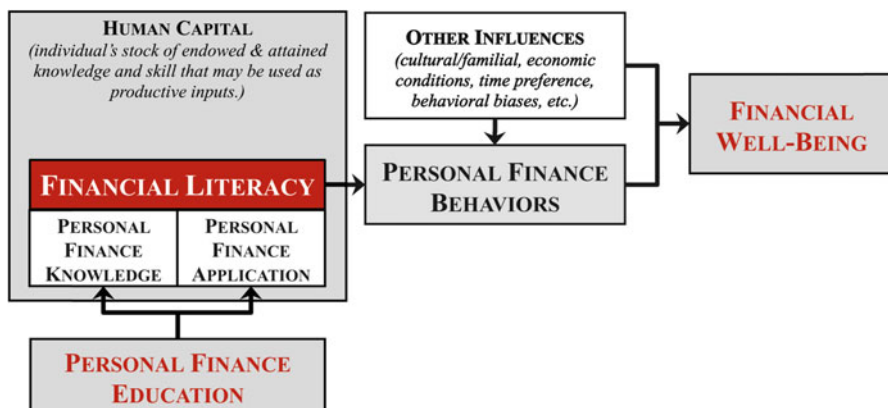 HUMAN CAPITAL
(individual's stock of endowed & attained
knowledge and skill that may be used as
productive inputs.)
FINANCIAL LITERACY
PERSONAL
FINANCE
KNOWLEDGE
PERSONAL
FINANCE
APPLICATION
PERSONAL FINANCE
EDUCATION
OTHER INFLUENCES
(cultural/familial, economic
conditions, time preference,
behavioral biases, etc.)
PERSONAL FINANCE
BEHAVIORS
FINANCIAL
WELL-BEING